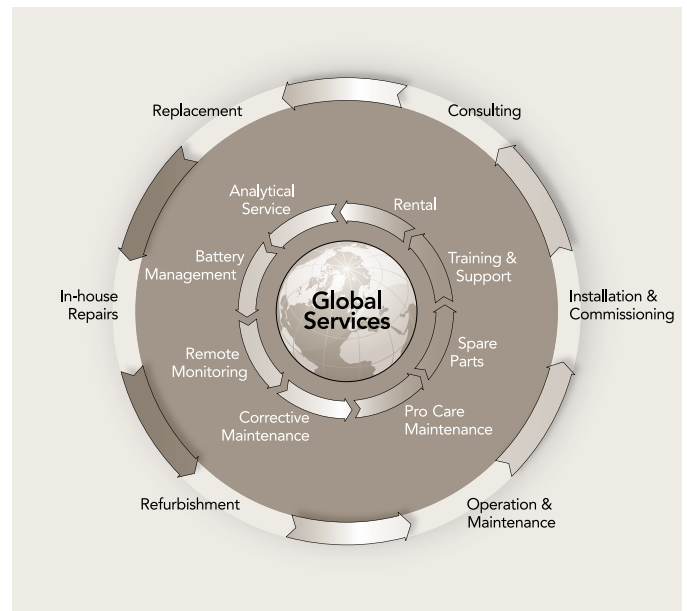 Replacement
Consulting
Analytical
Service
Rental
Battery
Management
Training &
Support
In-house
Repairs
Global
Services
Installation &
Commissioning
Remote
Monitoring
Spare
Parts
Corrective
Maintenance
Pro Care
Maintenance
Refurbishment
Operation &
Maintenance